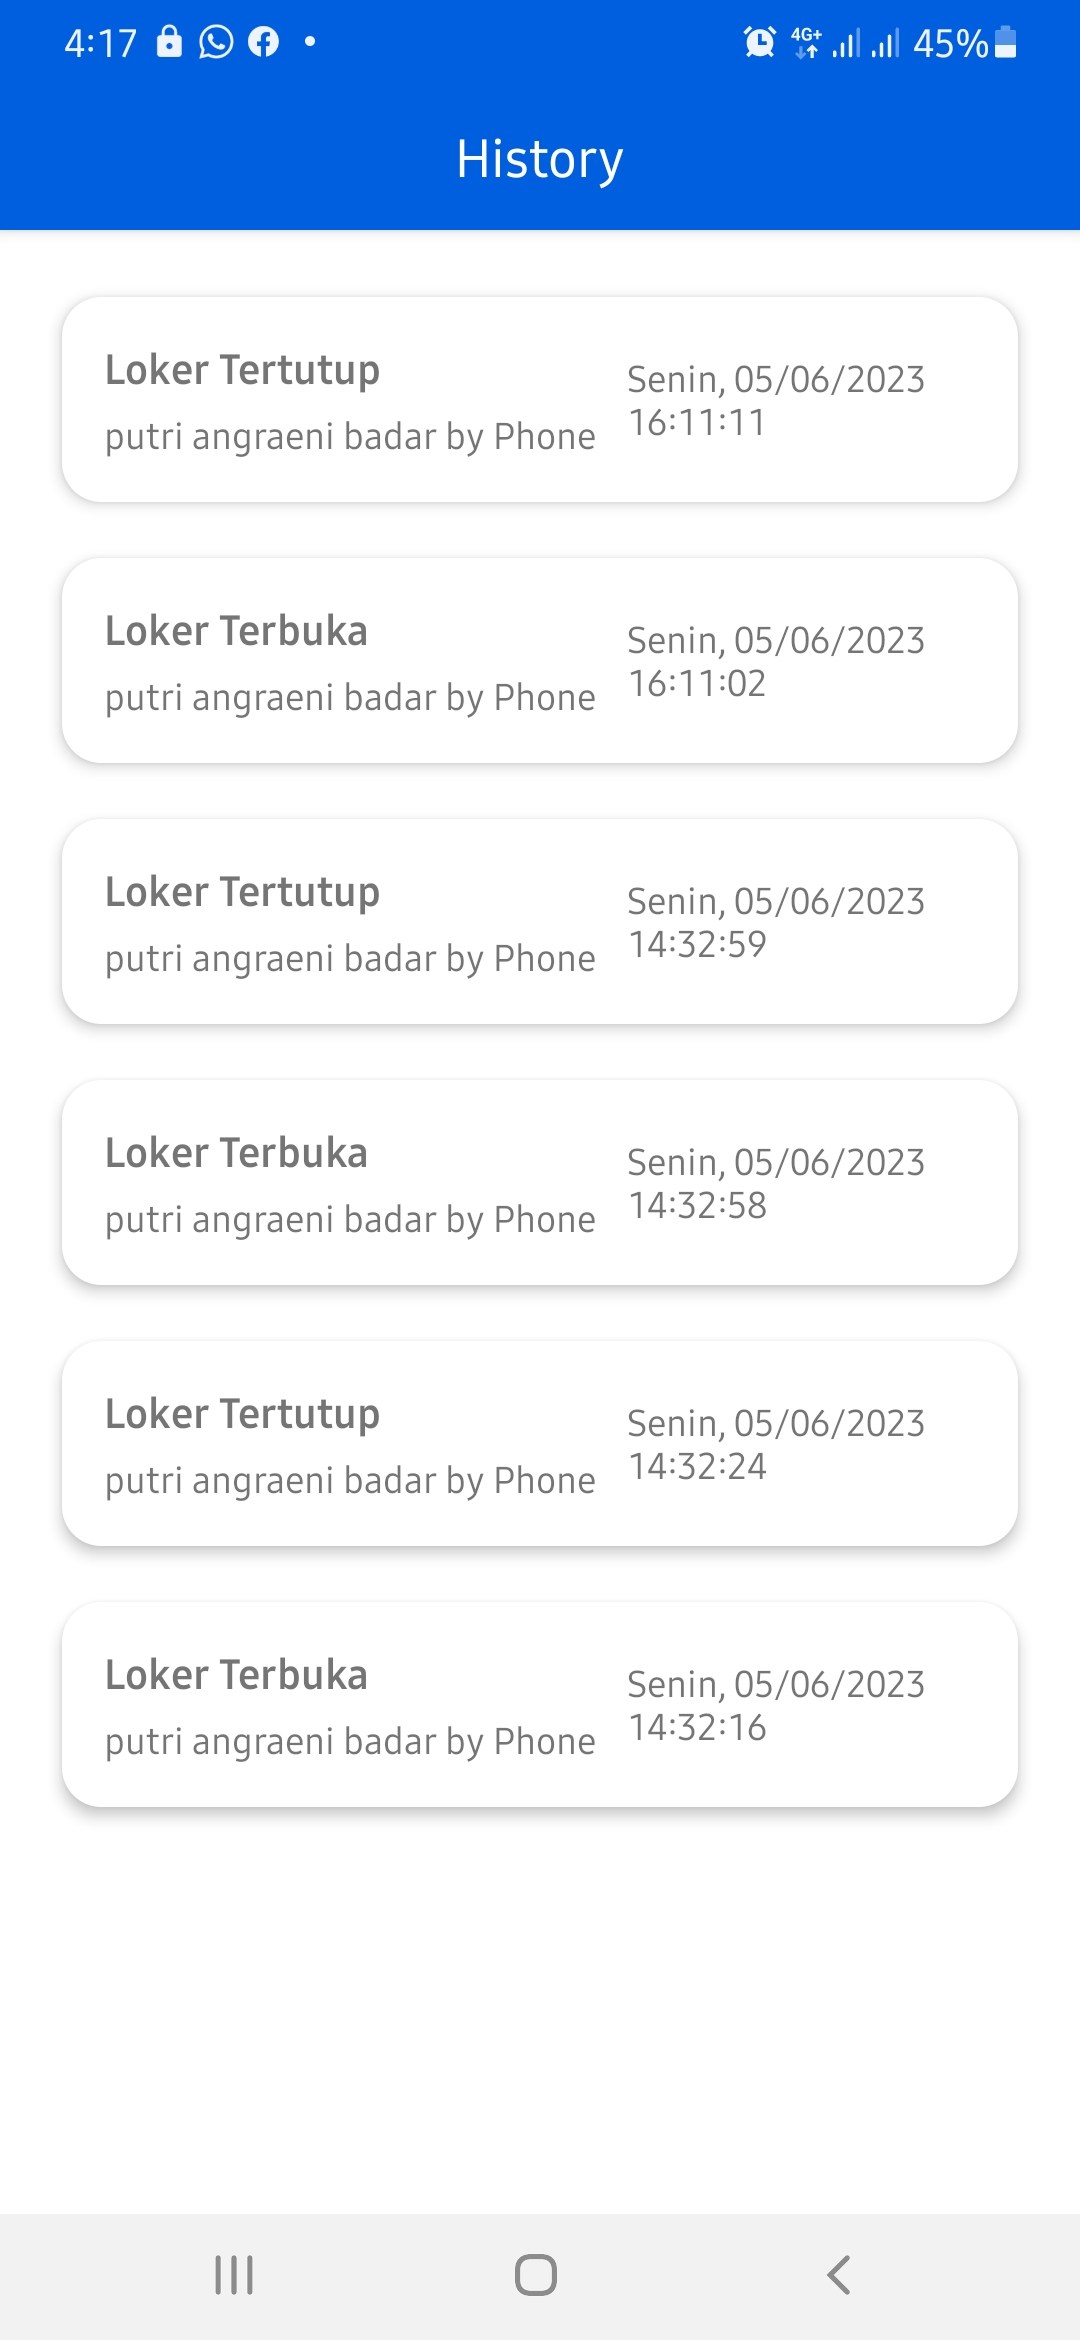 4:17 4G+ 45%
History
Loker Tertutup
putri angraeni badar by Phone
Senin, 05/06/2023
16:11:11
Loker Terbuka
putri angraeni badar by Phone
Senin, 05/06/2023
16:11:02
Loker Tertutup
putri angraeni badar by Phone
Senin, 05/06/2023
14:32:59
Loker Terbuka
putri angraeni badar by Phone
Senin, 05/06/2023
14:32:58
Loker Tertutup
putri angraeni badar by Phone
Senin, 05/06/2023
14:32:24
Loker Terbuka
putri angraeni badar by Phone
Senin, 05/06/2023
14:32:16